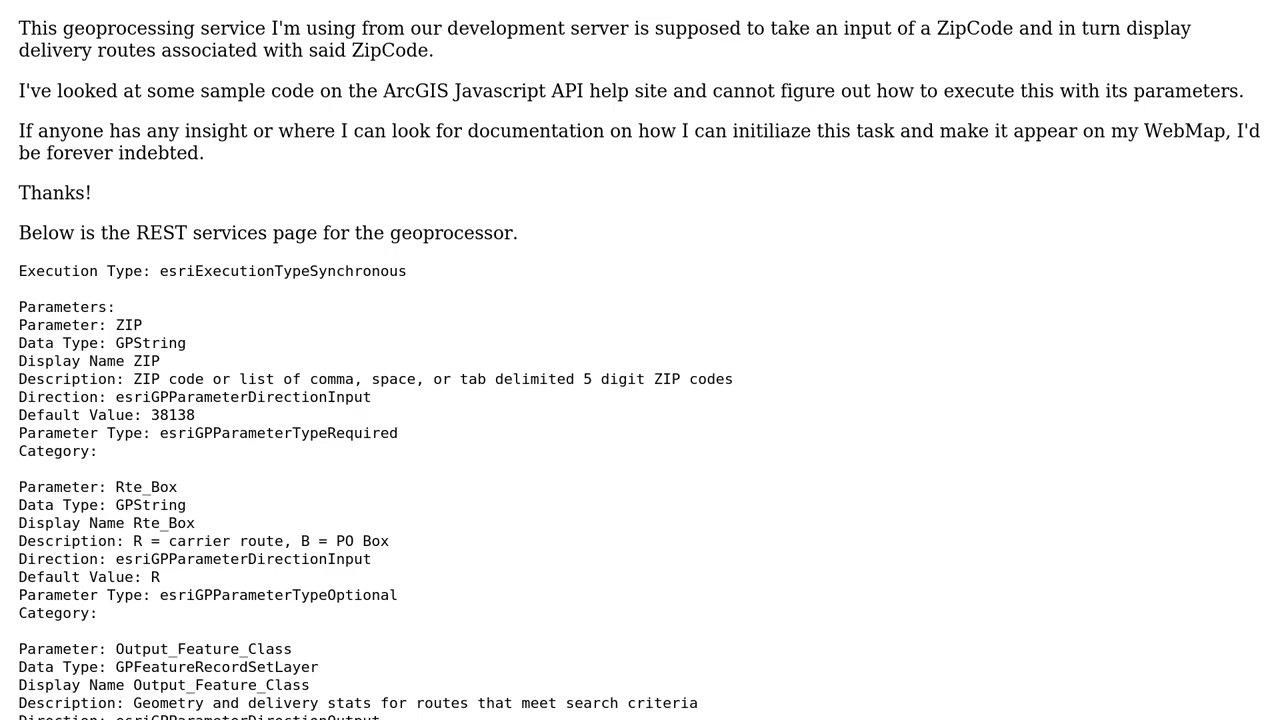 This geoprocessing service I'm using from our development server is supposed to take an input of a ZipCode and in turn display
delivery routes associated with said ZipCode.
I've looked at some sample code on the ArcGIS Javascript API help site and cannot figure out how to execute this with its parameters.
If anyone has any insight or where I can look for documentation on how I can initiliaze this task and make it appear on my WebMap, I'd
be forever indebted.
Thanks!
Below is the REST services page for the geoprocessor.
Execution Type: esriExecutionTypeSynchronous
Parameters:
Parameter: ZIP
Data Type: GPString
Display Name ZIP
Description: ZIP code or list of comma, space, or tab delimited 5 digit ZIP codes
Direction: esriGPParameterDirectionInput
Default Value: 38138
Parameter Type: esriGPParameterTypeRequired
Category:
Parameter: Rte_Box
Data Type: GPString
Display Name Rte_Box
Description: R = carrier route, B = PO Box
Direction: esriGPParameterDirectionInput
Default Value: R
Parameter Type: esriGPParameterTypeOptional
Category:
Parameter: Output_Feature_Class
Data Type: GPFeatureRecordSetLayer
Display Name Output_Feature_Class
Description: Geometry and delivery stats for routes that meet search criteria
Direction: esriGPParameterDirectionOutput